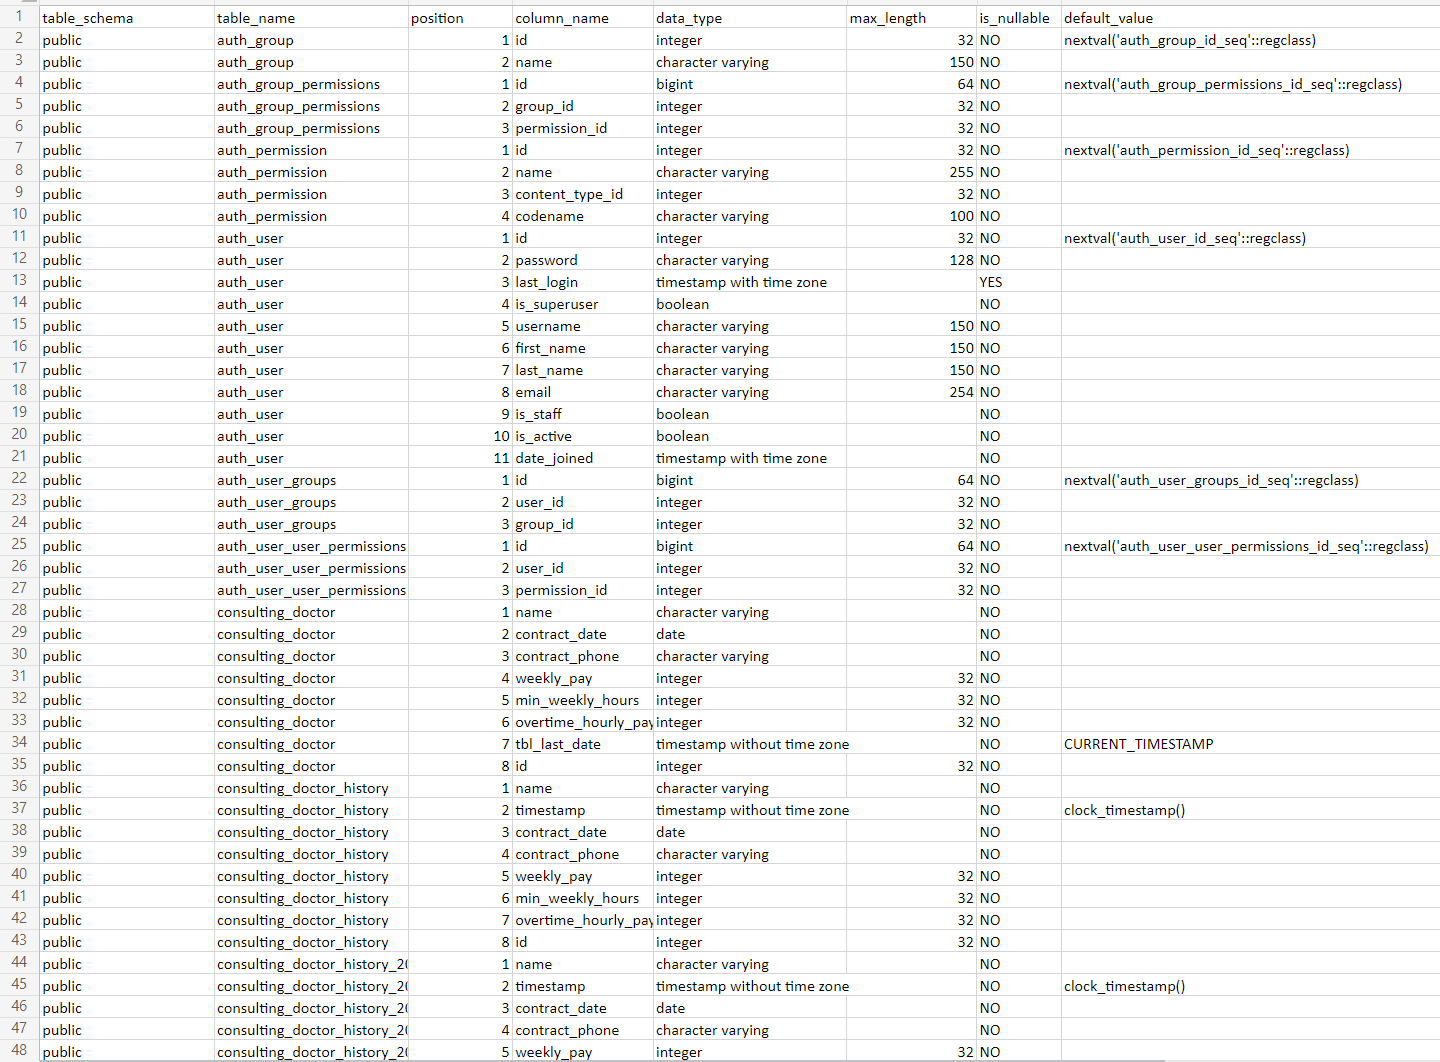 1 table_schema table_name position column_name data_type max_length is_nullable default_value
2 public auth_group 1 id integer 32 NO nextval('auth_group_id_seq'::regclass)
3 public auth_group 2 name character varying 150 NO
4 public auth_group_permissions 1 id bigint 64 NO nextval('auth_group_permissions_id_seq'::regclass)
5 public auth_group_permissions 2 group_id integer 32 NO
6 public auth_group_permissions 3 permission_id integer 32 NO
7 public auth_permission 1 id integer 32 NO nextval('auth_permission_id_seq'::regclass)
8 public auth_permission 2 name character varying 255 NO
9 public auth_permission 3 content_type_id integer 32 NO
10 public auth_permission 4 codename character varying 100 NO
11 public auth_user 1 id integer 32 NO nextval('auth_user_id_seq'::regclass)
12 public auth_user 2 password character varying 128 NO
13 public auth_user 3 last_login timestamp with time zone YES
14 public auth_user 4 is_superuser boolean NO
15 public auth_user 5 username character varying 150 NO
16 public auth_user 6 first_name character varying 150 NO
17 public auth_user 7 last_name character varying 150 NO
18 public auth_user 8 email character varying 254 NO
19 public auth_user 9 is_staff boolean NO
20 public auth_user 10 is_active boolean NO
21 public auth_user 11 date_joined timestamp with time zone NO
22 public auth_user_groups 1 id bigint 64 NO nextval('auth_user_groups_id_seq'::regclass)
23 public auth_user_groups 2 user_id integer 32 NO
24 public auth_user_groups 3 group_id integer 32 NO
25 public auth_user_user_permissions 1 id bigint 64 NO nextval('auth_user_user_permissions_id_seq'::regclass)
26 public auth_user_user_permissions 2 user_id integer 32 NO
27 public auth_user_user_permissions 3 permission_id integer 32 NO
28 public consulting_doctor 1 name character varying NO
29 public consulting_doctor 2 contract_date date NO
30 public consulting_doctor 3 contract_phone character varying NO
31 public consulting_doctor 4 weekly_pay integer 32 NO
32 public consulting_doctor 5 min_weekly_hours integer 32 NO
33 public consulting_doctor 6 overtime_hourly_pay integer 32 NO
34 public consulting_doctor 7 tbl_last_date timestamp without time zone NO CURRENT_TIMESTAMP
35 public consulting_doctor 8 id integer 32 NO
36 public consulting_doctor_history 1 name character varying NO
37 public consulting_doctor_history 2 timestamp timestamp without time zone NO clock_timestamp()
38 public consulting_doctor_history 3 contract_date date NO
39 public consulting_doctor_history 4 contract_phone character varying NO
40 public consulting_doctor_history 5 weekly_pay integer 32 NO
41 public consulting_doctor_history 6 min_weekly_hours integer 32 NO
42 public consulting_doctor_history 7 overtime_hourly_pay integer 32 NO
43 public consulting_doctor_history 8 id integer 32 NO
44 public consulting_doctor_history_20 1 name character varying NO
45 public consulting_doctor_history_20 2 timestamp timestamp without time zone NO clock_timestamp()
46 public consulting_doctor_history_20 3 contract_date date NO
47 public consulting_doctor_history_20 4 contract_phone character varying NO
48 public consulting_doctor_history_20 5 weekly_pay integer 32 NO